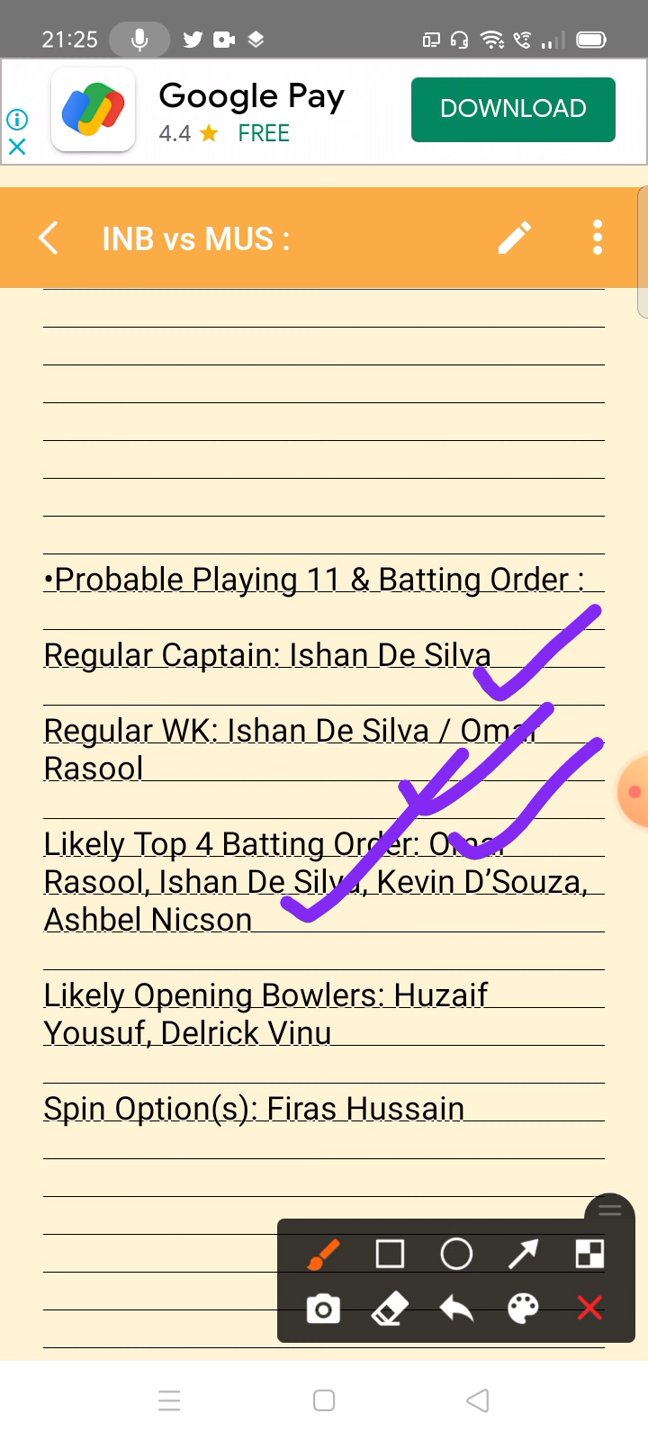 21:25
Google Pay
4.4 ★ FREE
DOWNLOAD
INB vs MUS :
•Probable Playing 11 & Batting Order :
Regular Captain: Ishan De Silva
Regular WK: Ishan De Silva / Omar
Rasool
Likely Top 4 Batting Order: Omar
Rasool, Ishan De Silva, Kevin D’Souza,
Ashbel Nicson
Likely Opening Bowlers: Huzaif
Yousuf, Delrick Vinu
Spin Option(s): Firas Hussain